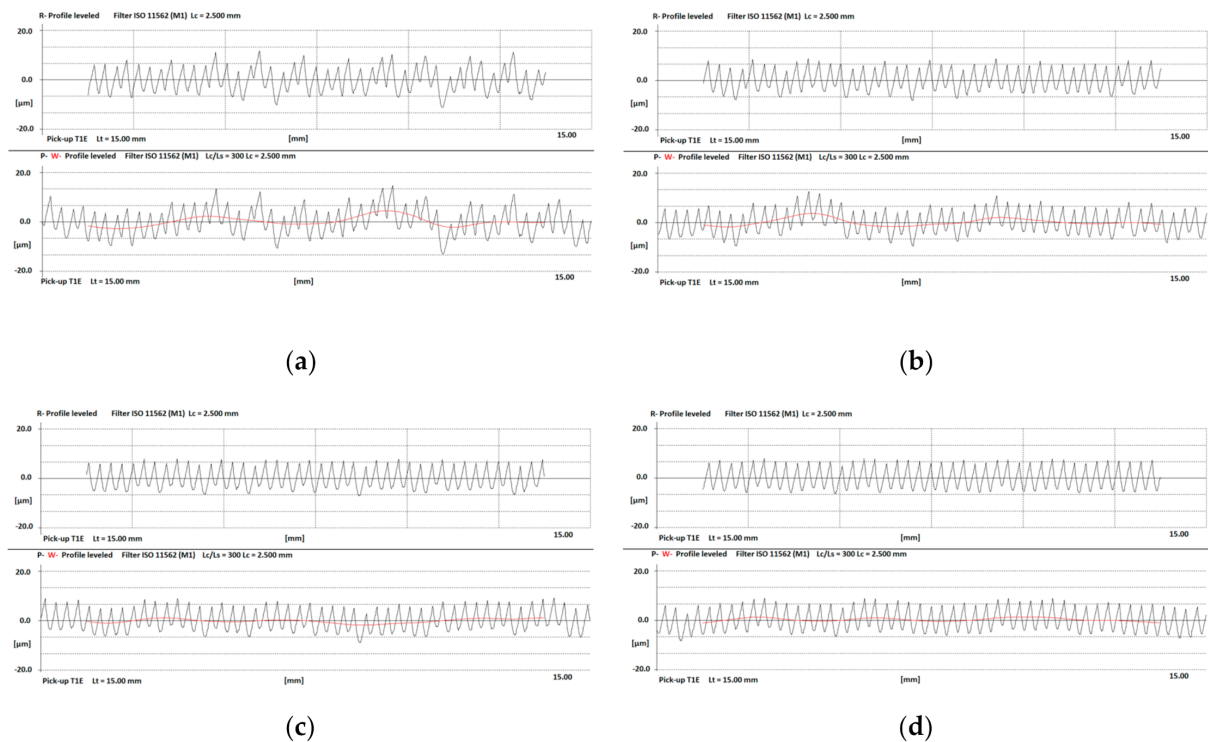 R- Profile leveled Filter ISO 11562 (M1) Lc = 2.500 mm
20.0
0.0
[µm]
-20.0
Pick-up T1E Lt = 15.00 mm [mm] 15.00
P- W- Profile leveled Filter ISO 11562 (M1) Lc/Ls = 300 Lc = 2.500 mm
20.0
0.0
[µm]
-20.0
Pick-up T1E Lt = 15.00 mm [mm] 15.00
(a)
R- Profile leveled Filter ISO 11562 (M1) Lc = 2.500 mm
20.0
0.0
[µm]
-20.0
Pick-up T1E Lt = 15.00 mm [mm] 15.00
P- W- Profile leveled Filter ISO 11562 (M1) Lc/Ls = 300 Lc = 2.500 mm
20.0
0.0
[µm]
-20.0
Pick-up T1E Lt = 15.00 mm [mm] 15.00
(b)
R- Profile leveled Filter ISO 11562 (M1) Lc = 2.500 mm
20.0
0.0
[µm]
-20.0
Pick-up T1E Lt = 15.00 mm [mm] 15.00
P- W- Profile leveled Filter ISO 11562 (M1) Lc/Ls = 300 Lc = 2.500 mm
20.0
0.0
[µm]
-20.0
Pick-up T1E Lt = 15.00 mm [mm] 15.00
(c)
R- Profile leveled Filter ISO 11562 (M1) Lc = 2.500 mm
20.0
0.0
[µm]
-20.0
Pick-up T1E Lt = 15.00 mm [mm] 15.00
P- W- Profile leveled Filter ISO 11562 (M1) Lc/Ls = 300 Lc = 2.500 mm
20.0
0.0
[µm]
-20.0
Pick-up T1E Lt = 15.00 mm [mm] 15.00
(d)